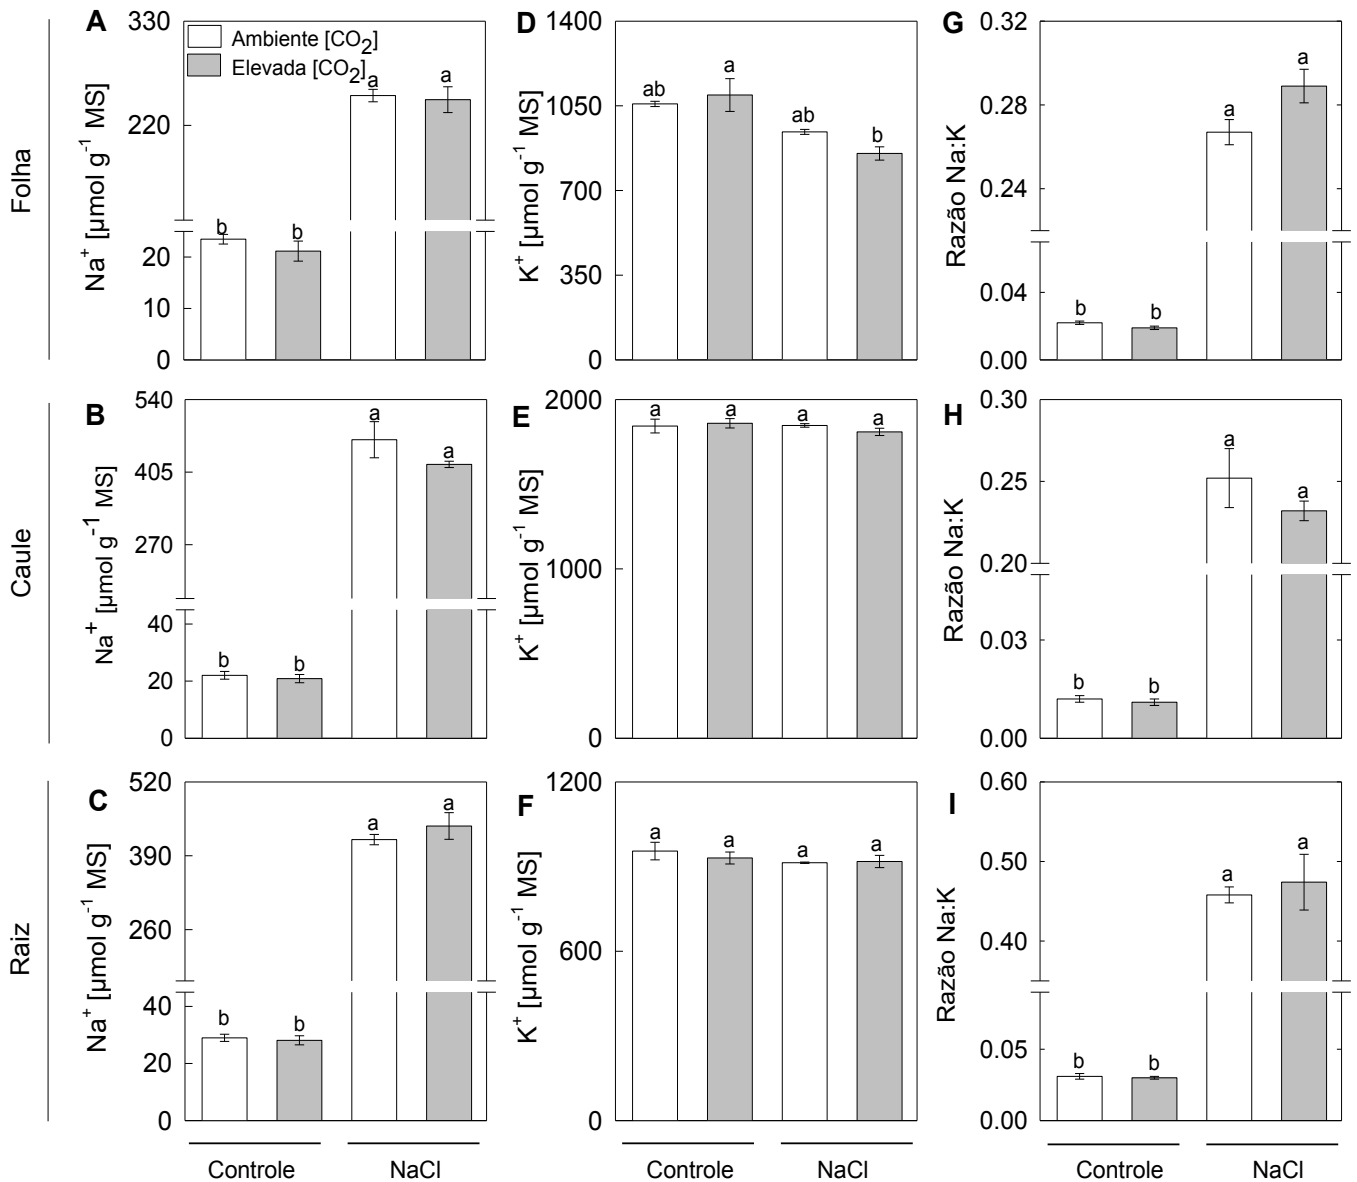 A
330
220
20
10
0
Na⁺ [µmol g⁻¹ MS]
Ambiente [CO₂]
Elevada [CO₂]
b
b
a
a
D
1400
1050
700
350
0
K⁺ [µmol g⁻¹ MS]
ab
a
ab
b
G
0.32
0.28
0.24
0.04
0.00
Razão Na:K
b
b
a
a
Folha
B
540
405
270
40
20
0
Na⁺ [µmol g⁻¹ MS]
b
b
a
a
E
2000
1000
0
K⁺ [µmol g⁻¹ MS]
a
a
a
a
H
0.30
0.25
0.20
0.03
0.00
Razão Na:K
b
b
a
a
Caule
C
520
390
260
40
20
0
Na⁺ [µmol g⁻¹ MS]
b
b
a
a
F
1200
600
0
K⁺ [µmol g⁻¹ MS]
a
a
a
a
I
0.60
0.50
0.40
0.05
0.00
Razão Na:K
b
b
a
a
Raiz
Controle
NaCl
Controle
NaCl
Controle
NaCl